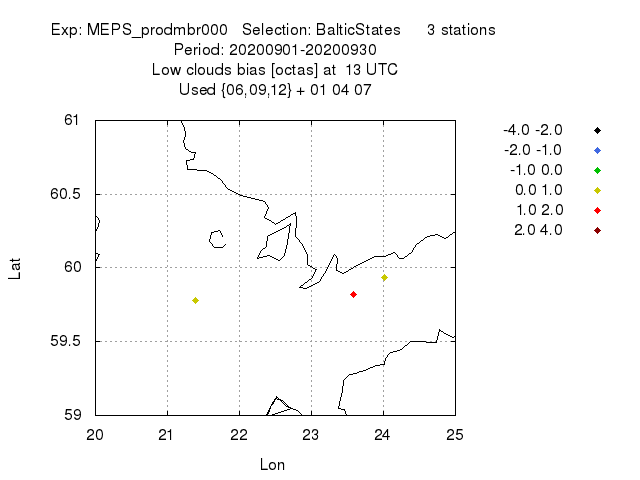 Exp: MEPS_prodmbr000 Selection: BalticStates 3 stations
Period: 20200901-20200930
Low clouds bias [octas] at 13 UTC
Used {06,09,12} + 01 04 07
61
60.5
60
59.5
59
Lat
20 21 22 23 24 25
Lon
-4.0 -2.0
-2.0 -1.0
-1.0 0.0
0.0 1.0
1.0 2.0
2.0 4.0